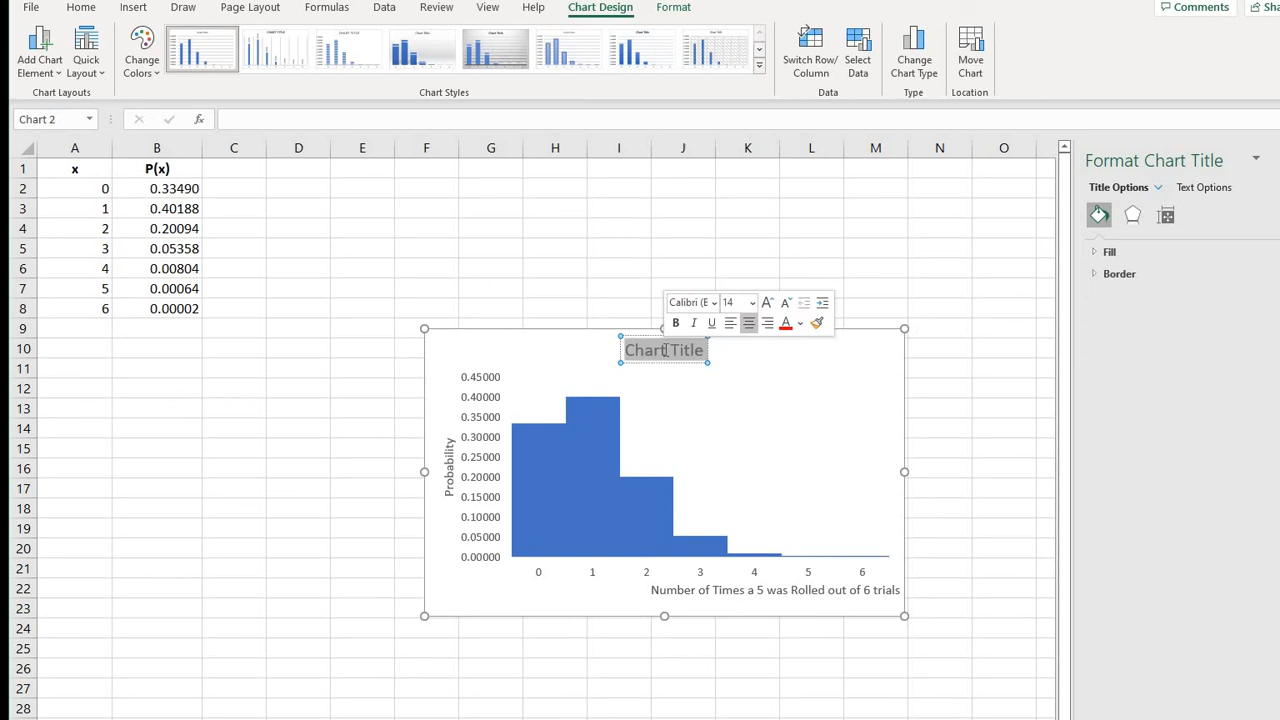 File Home Insert Draw Page Layout Formulas Data Review View Help Chart Design Format Comments
Add Chart Element Quick Layout Change Colors Switch Row/ Column Select Data Change Chart Type Move Chart
Chart Layouts Chart Styles Data Type Location
Chart 2 fx
A B C D E F G H I J K L M N O
1 x P(x)
2 0 0.33490
3 1 0.40188
4 2 0.20094
5 3 0.05358
6 4 0.00804
7 5 0.00064
8 6 0.00002
9
10
11
12
13
14
15
16
17
18
19
20
21
22
23
24
25
26
27
28
Calibri (E 14 A A
B I U A
Chart Title
0.45000
0.40000
0.35000
0.30000
0.25000
0.20000
0.15000
0.10000
0.05000
0.00000
Probability
0 1 2 3 4 5 6
Number of Times a 5 was Rolled out of 6 trials
Format Chart Title
Title Options Text Options
Fill
Border